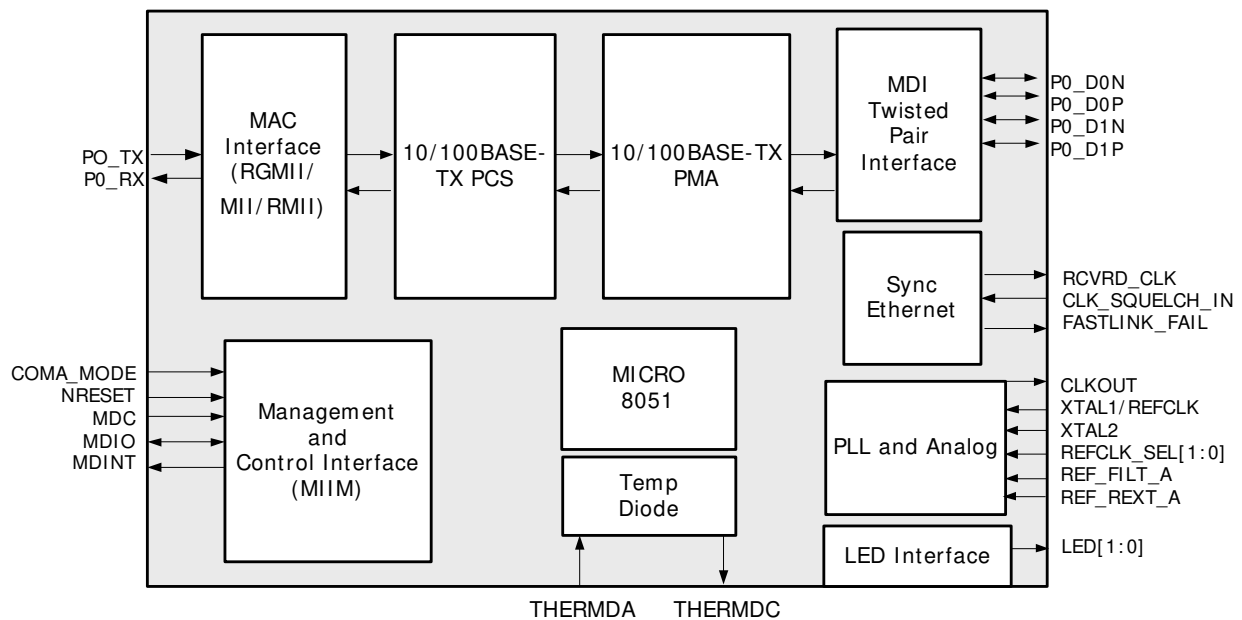 PO_TX
P0_RX
MAC
Interface
(RGMII/
MII/RMII)
10/100BASE-
TX PCS
10/100BASE-TX
PMA
MDI
Twisted
Pair
Interface
P0_D0N
P0_D0P
P0_D1N
P0_D1P
Sync
Ethernet
RCVRD_CLK
CLK_SQUELCH_IN
FASTLINK_FAIL
COMA_MODE
NRESET
MDC
MDIO
MDINT
Management
and
Control Interface
(MIIM)
MICRO
8051
Temp
Diode
THERMDA
THERMDC
PLL and Analog
CLKOUT
XTAL1/REFCLK
XTAL2
REFCLK_SEL[1:0]
REF_FILT_A
REF_REXT_A
LED Interface
LED[1:0]